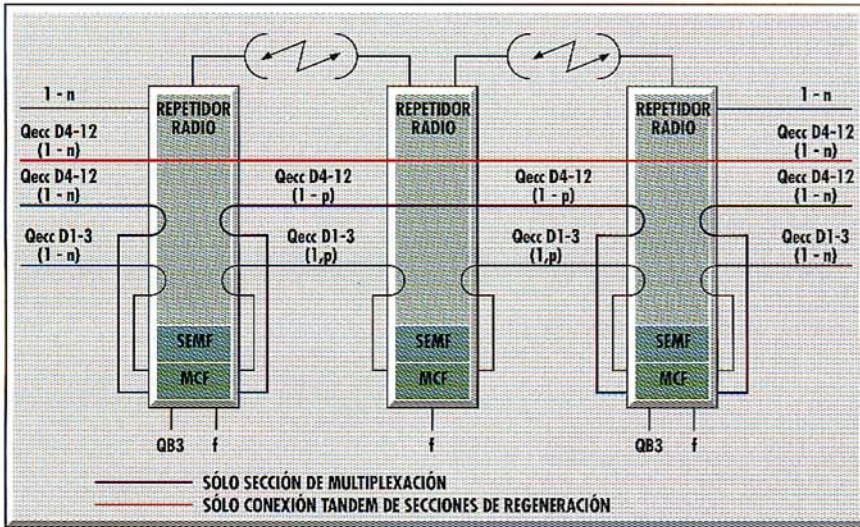 1 - n
REPETIDOR
RADIO
REPETIDOR
RADIO
REPETIDOR
RADIO
1 - n
Qecc D4-12
(1 - n)
Qecc D4-12
(1 - n)
Qecc D4-12
(1 - n)
Qecc D4-12
(1 - p)
Qecc D4-12
(1 - p)
Qecc D4-12
(1 - n)
Qecc D1-3
(1 - n)
Qecc D1-3
(1,p)
Qecc D1-3
(1,p)
Qecc D1-3
(1 - n)
SEMF
SEMF
SEMF
MCF
MCF
MCF
QB3 f
f
QB3 f
SÓLO SECCIÓN DE MULTIPLEXACIÓN
SÓLO CONEXIÓN TANDEM DE SECCIONES DE REGENERACIÓN